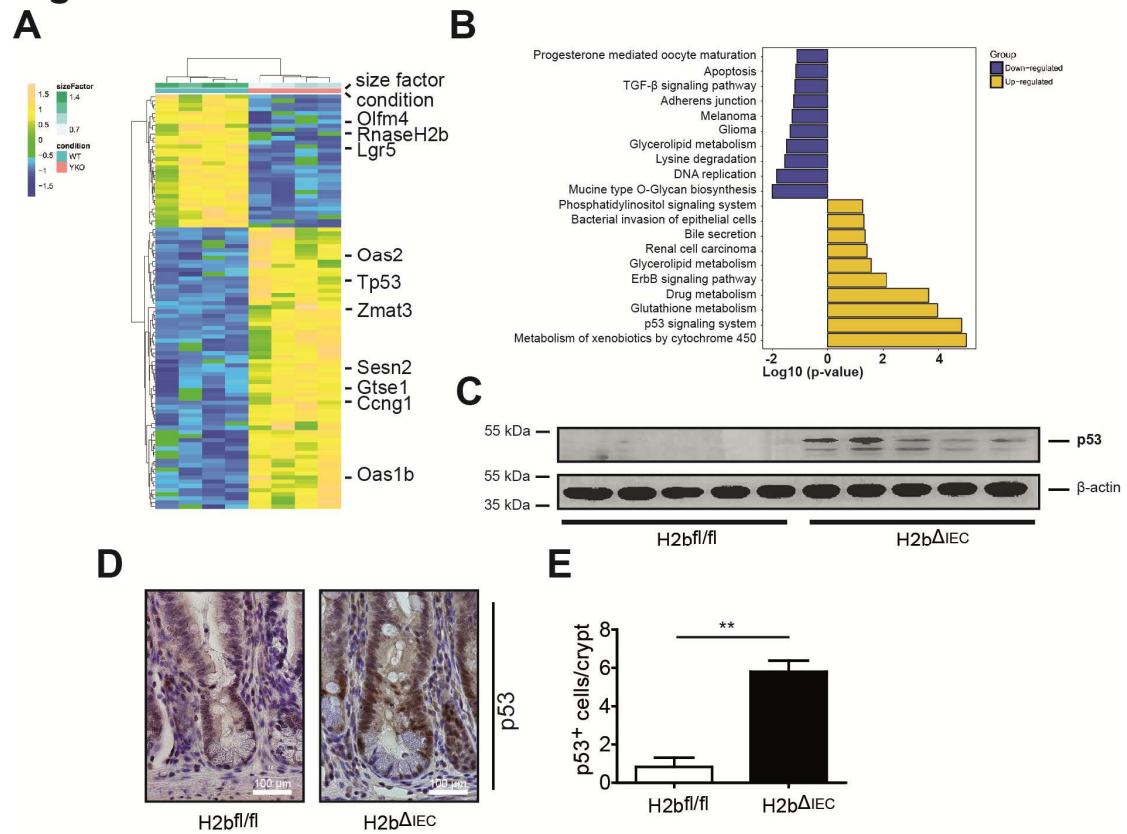 A
1.5
1
0.5
0
−0.5
−1
−1.5
sizeFactor
1.4
0.7
condition
WT
YKO
size factor
condition
Olfm4
RnaseH2b
Lgr5
Oas2
Tp53
Zmat3
Sesn2
Gtse1
Ccng1
Oas1b
B
Progesterone mediated oocyte maturation
Apoptosis
TGF-β signaling pathway
Adherens junction
Melanoma
Glioma
Glycerolipid metabolism
Lysine degradation
DNA replication
Mucine type O-Glycan biosynthesis
Phosphatidylinositol signaling system
Bacterial invasion of epithelial cells
Bile secretion
Renal cell carcinoma
Glycerolipid metabolism
ErbB signaling pathway
Drug metabolism
Glutathione metabolism
p53 signaling system
Metabolism of xenobiotics by cytochrome 450
-2 0 2 4
Log10 (p-value)
Group
Down-regulated
Up-regulated
C
55 kDa
p53
55 kDa
35 kDa
β-actin
H2bfl/fl H2bΔIEC
D
100 µm 100 µm
p53
H2bfl/fl H2bΔIEC
E
p53+ cells/crypt
8
6
4
2
0
**
H2bfl/fl H2bΔIEC